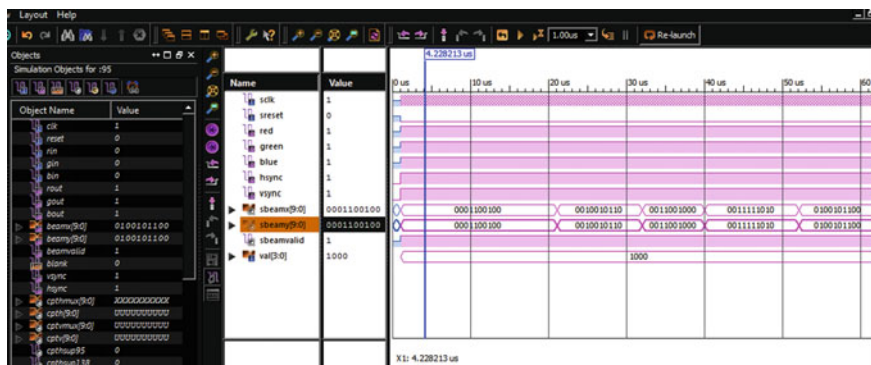 Layout Help
1.00us Re-launch
Objects
Simulation Objects for :95
Object Name Value
clk 1
reset 0
rin 0
gin 0
bin 0
rout 1
gout 1
bout 1
beamx[9:0] 0100101100
beamy[9:0] 0100101100
beamvalid 1
blank 0
vsync 1
hsync 1
cpthmux[9:0] XXXXXXXXXX
cpth[9:0] UUUUUUUUUU
cptvmux[9:0] UUUUUUUUUU
cptv[9:0] UUUUUUUUUU
cpthsup95 0
cpthsup138 0
Name Value
sclk 1
sreset 0
red 1
green 1
blue 1
hsync 1
vsync 1
sbeamx[9:0] 0001100100
sbeamy[9:0] 0001100100
sbeamvalid 1
val[3:0] 1000
4.228213 us
0 us 10 us 20 us 30 us 40 us 50 us
0001100100 0010010110 0011001000 0011111010 0100101100
0001100100 0010010110 0011001000 0011111010 0100101100
1000
X1: 4.228213 us